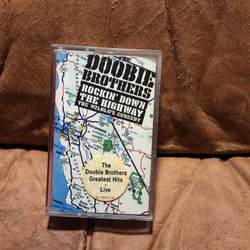 THE
DOOBIE
BROTHERS
ROCKIN' DOWN
THE HIGHWAY
THE WILDLIFE CONCERT
The
Doobie Brothers
Greatest Hits
Live